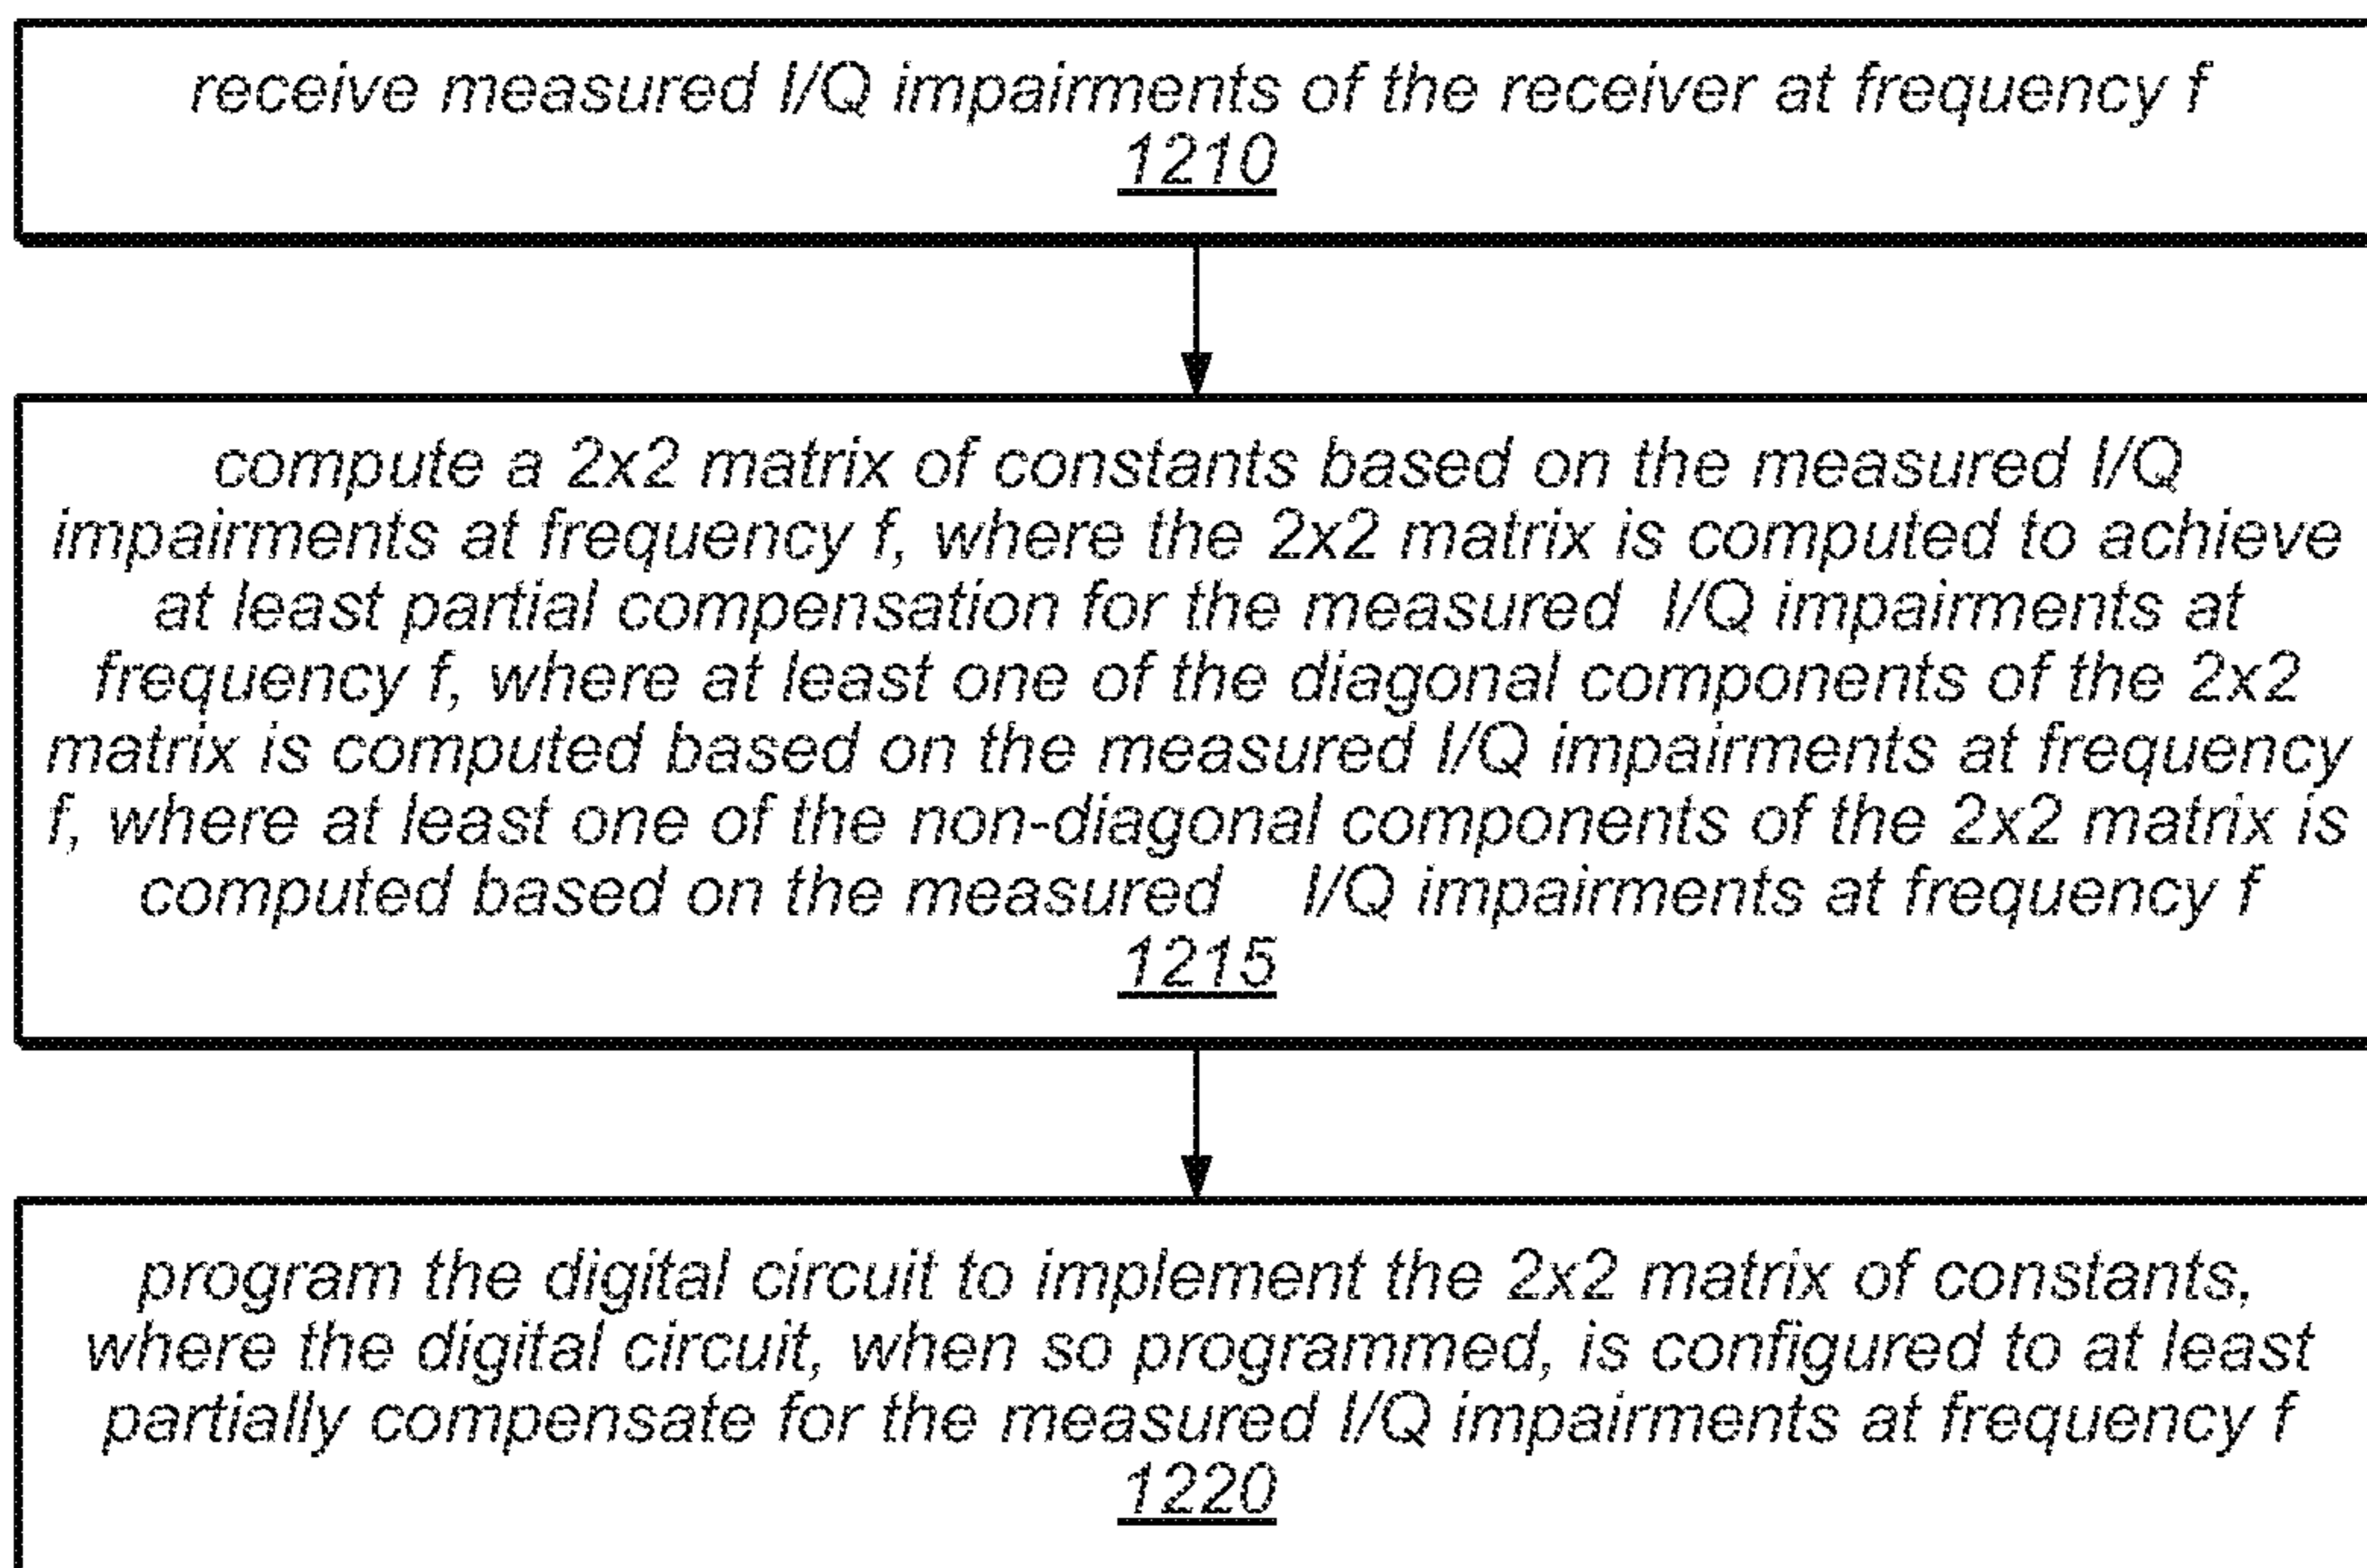 receive measured I/Q impairments of the receiver at frequency f
1210
compute a 2x2 matrix of constants based on the measured I/Q
impairments at frequency f, where the 2x2 matrix is computed to achieve
at least partial compensation for the measured I/Q impairments at
frequency f, where at least one of the diagonal components of the 2x2
matrix is computed based on the measured I/Q impairments at frequency
f, where at least one of the non-diagonal components of the 2x2 matrix is
computed based on the measured I/Q impairments at frequency f
1215
program the digital circuit to implement the 2x2 matrix of constants,
where the digital circuit, when so programmed, is configured to at least
partially compensate for the measured I/Q impairments at frequency f
1220